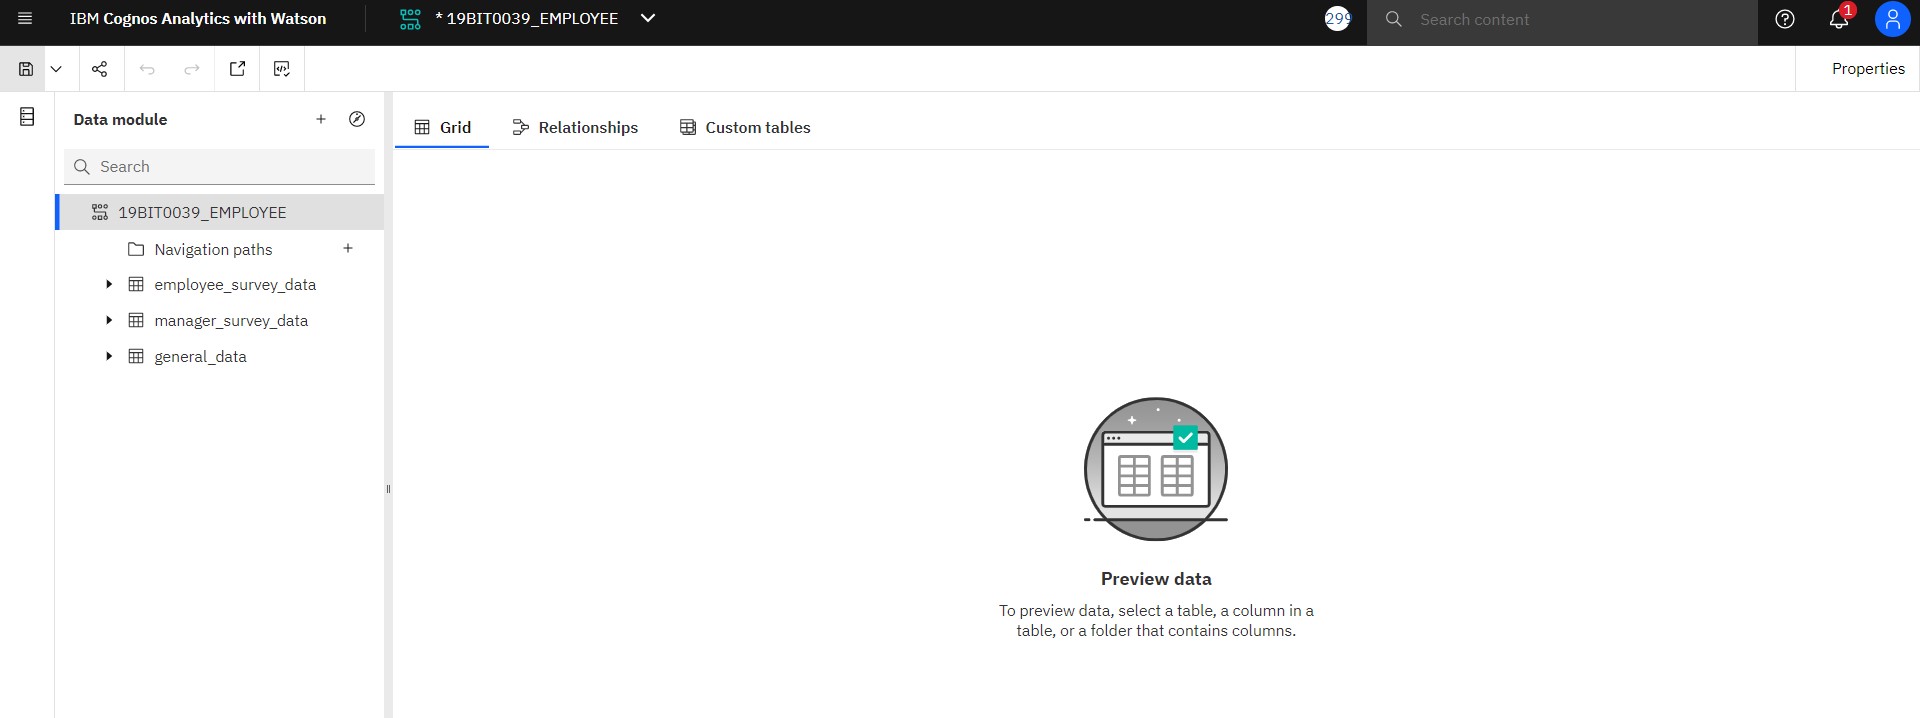 IBM Cognos Analytics with Watson
* 19BIT0039_EMPLOYEE
299
Search content
1
Properties
Data module
Grid
Relationships
Custom tables
Search
19BIT0039_EMPLOYEE
Navigation paths
employee_survey_data
manager_survey_data
general_data
Preview data
To preview data, select a table, a column in a
table, or a folder that contains columns.